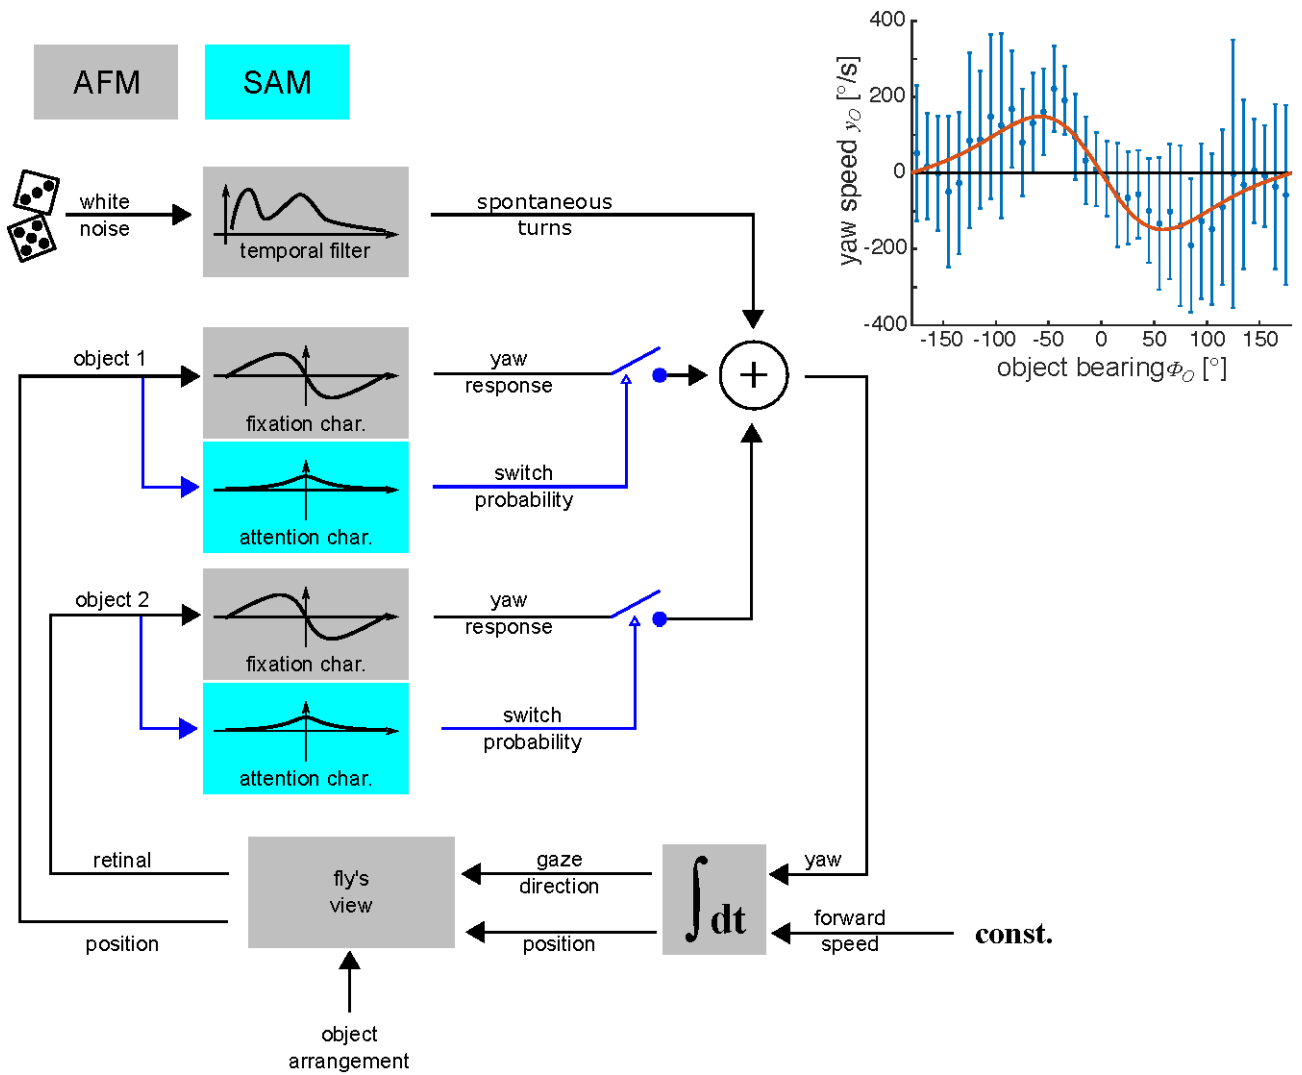 AFM
SAM
white
noise
temporal filter
spontaneous
turns
object 1
fixation char.
yaw
response
attention char.
switch
probability
object 2
fixation char.
yaw
response
attention char.
switch
probability
+
retinal
position
fly's
view
gaze
direction
position
∫dt
yaw
forward
speed
const.
object
arrangement
yaw speed yO [°/s]
400
200
0
-200
-400
-150 -100 -50 0 50 100 150
object bearing ΦO [°]